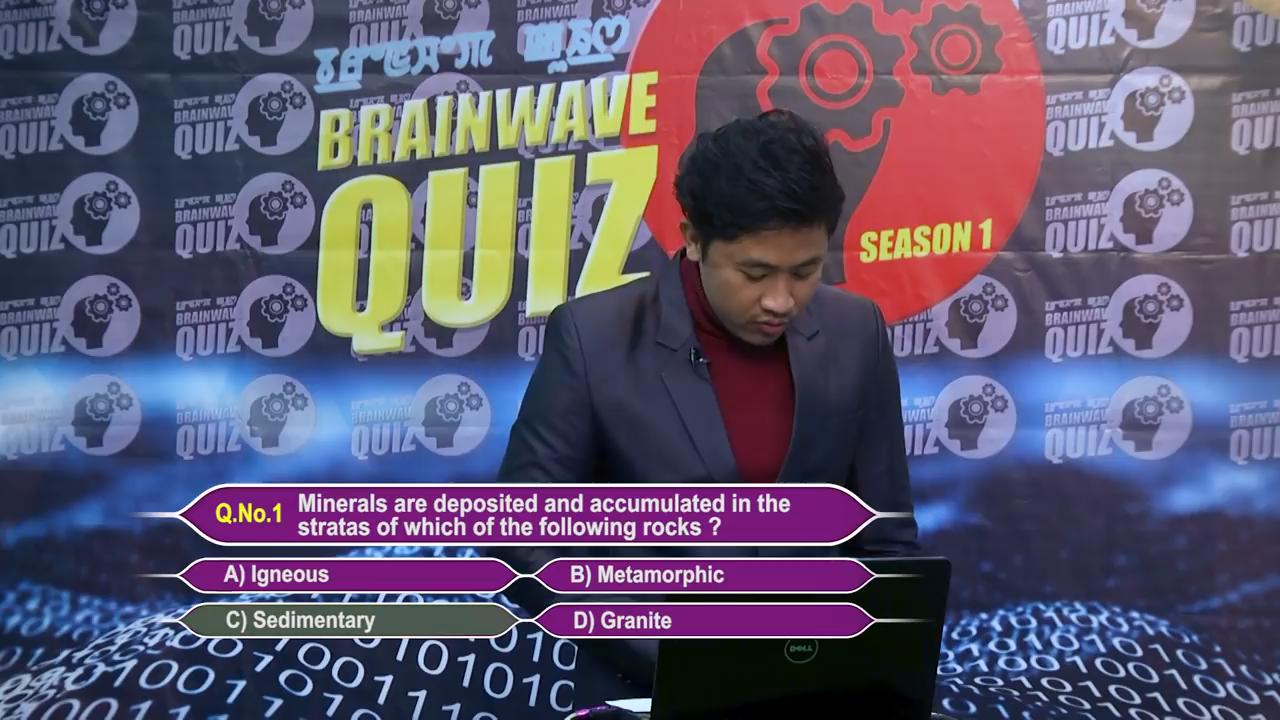 BRAINWAVE
QUIZ
SEASON 1
Q.No.1 Minerals are deposited and accumulated in the
stratas of which of the following rocks ?
A) Igneous
B) Metamorphic
C) Sedimentary
D) Granite
DELL